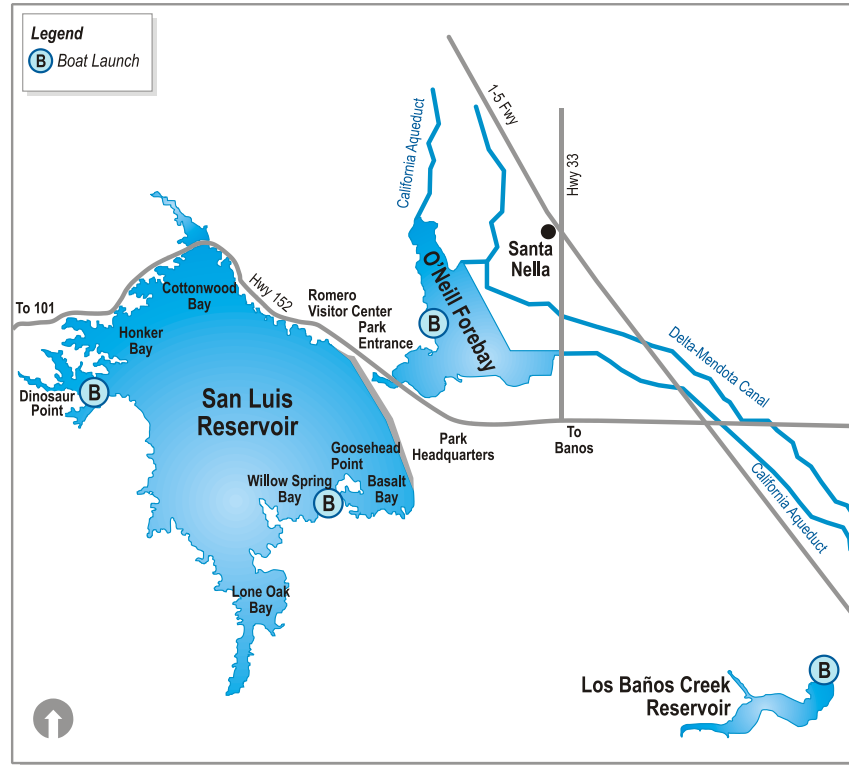 Legend
B Boat Launch
1-5 Fwy
California Aqueduct
Hwy 33
Santa
Nella
O'Neill Forebay
Cottonwood
Bay
Hwy 152
Romero
Visitor Center
Park
Entrance
B
To 101
Honker
Bay
Delta-Mendota Canal
Dinosaur
Point
B
San Luis
Reservoir
Park
Headquarters
To
Banos
Goosehead
Point
Willow Spring
Bay
Basalt
Bay
B
California Aqueduct
Lone Oak
Bay
B
Los Baños Creek
Reservoir